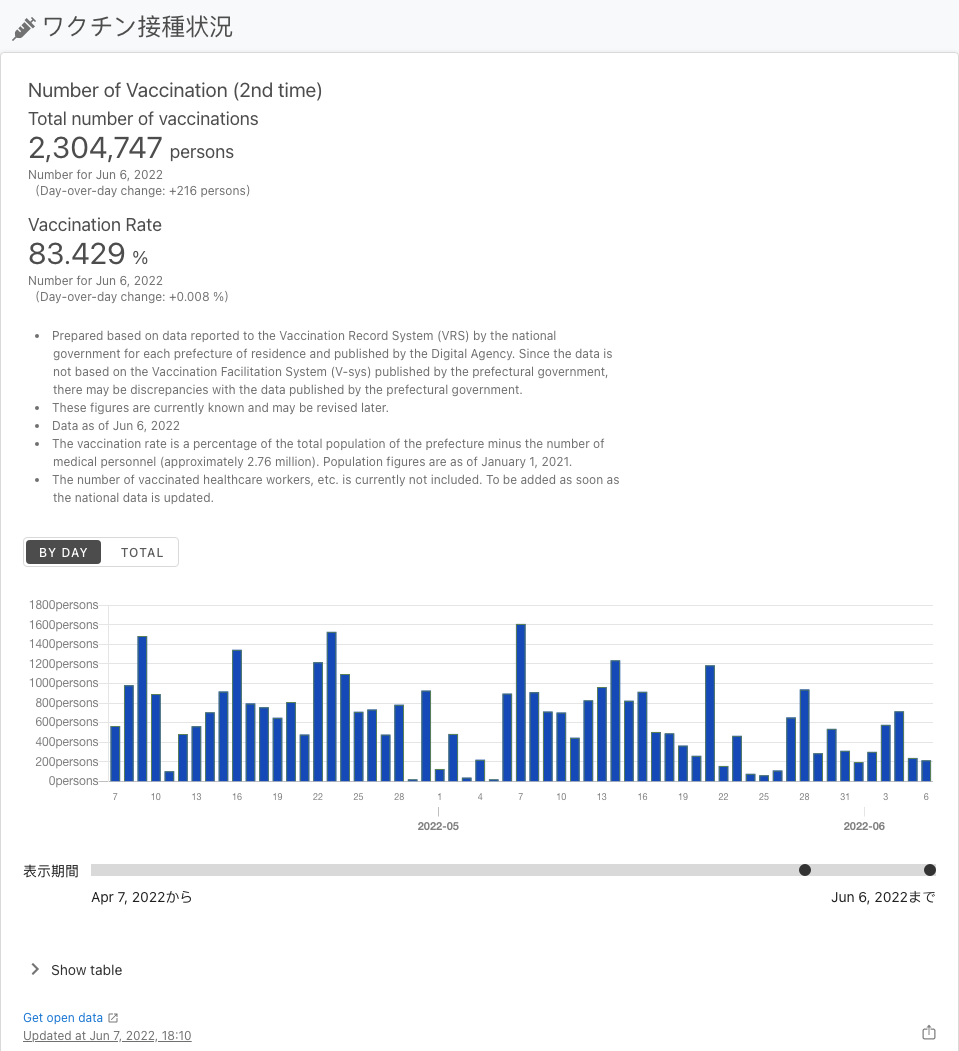 ワクチン接種状況
Number of Vaccination (2nd time)
Total number of vaccinations
2,304,747 persons
Number for Jun 6, 2022
(Day-over-day change: +216 persons)
Vaccination Rate
83.429 %
Number for Jun 6, 2022
(Day-over-day change: +0.008 %)
• Prepared based on data reported to the Vaccination Record System (VRS) by the national
government for each prefecture of residence and published by the Digital Agency. Since the data is
not based on the Vaccination Facilitation System (V-sys) published by the prefectural government,
there may be discrepancies with the data published by the prefectural government.
• These figures are currently known and may be revised later.
• Data as of Jun 6, 2022
• The vaccination rate is a percentage of the total population of the prefecture minus the number of
medical personnel (approximately 2.76 million). Population figures are as of January 1, 2021.
• The number of vaccinated healthcare workers, etc. is currently not included. To be added as soon as
the national data is updated.
BY DAY TOTAL
1800persons
1600persons
1400persons
1200persons
1000persons
800persons
600persons
400persons
200persons
0persons
7 10 13 16 19 22 25 28 1 4 7 10 13 16 19 22 25 28 31 3 6
2022-05 2022-06
表示期間
Apr 7, 2022から Jun 6, 2022まで
Show table
Get open data
Updated at Jun 7, 2022, 18:10